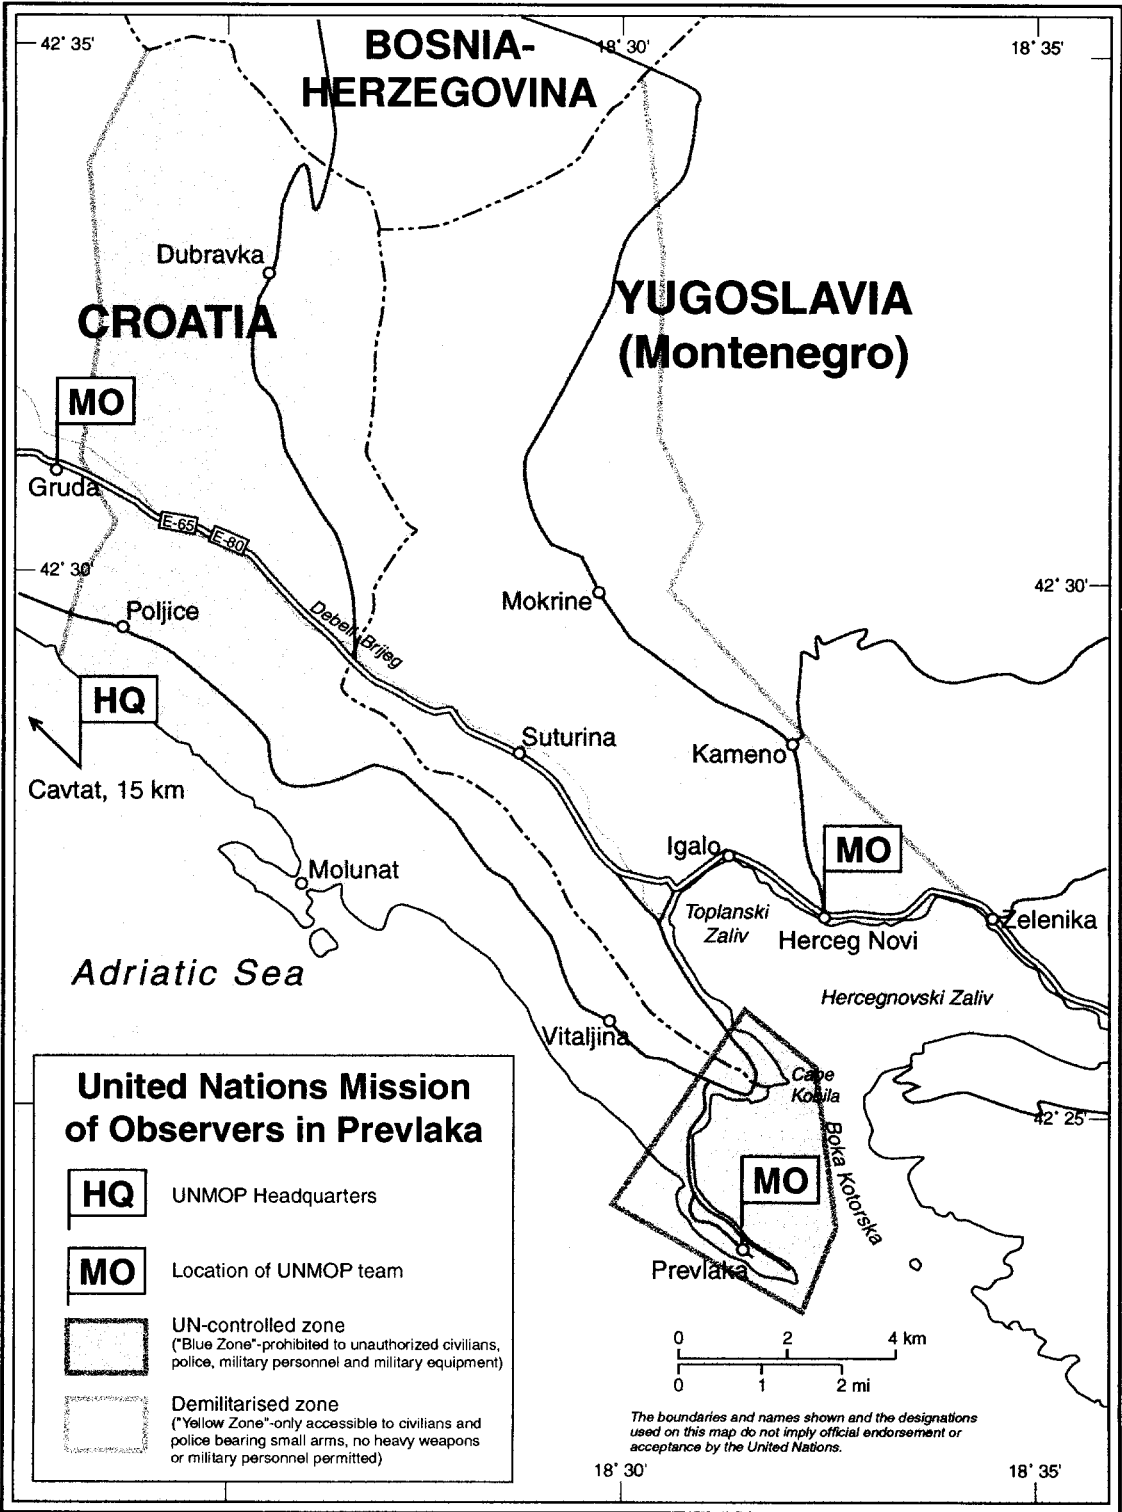 42° 35'
BOSNIA-
HERZEGOVINA
18° 30'
18° 35'
Dubravka
CROATIA
YUGOSLAVIA
(Montenegro)
MO
Gruda
E-65
E-80
42° 30'
42° 30'
Poljice
Debeli Brijeg
Mokrine
HQ
Cavtat, 15 km
Suturina
Kameno
Igalo
MO
Molunat
Toplanski
Zaliv
Herceg Novi
Zelenika
Adriatic Sea
Hercegnovski Zaliv
Vitaljina
Cape
Kobila
42° 25'
Boka Kotorska
MO
Prevlaka
United Nations Mission
of Observers in Prevlaka
HQ
UNMOP Headquarters
MO
Location of UNMOP team
UN-controlled zone
("Blue Zone"-prohibited to unauthorized civilians,
police, military personnel and military equipment)
Demilitarised zone
("Yellow Zone"-only accessible to civilians and
police bearing small arms, no heavy weapons
or military personnel permitted)
0 2 4 km
0 1 2 mi
The boundaries and names shown and the designations
used on this map do not imply official endorsement or
acceptance by the United Nations.
18° 30'
18° 35'